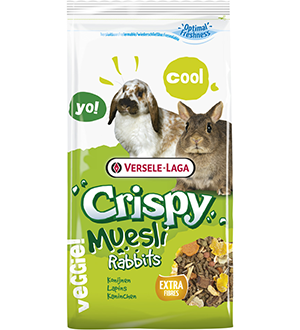 Optimal
Freshness
cool
yo!
VERSELE-LAGA
Crispy
Muesli
Rabbits
Konijnen
Lapins
Kaninchen
veggie!
EXTRA
FIBRES